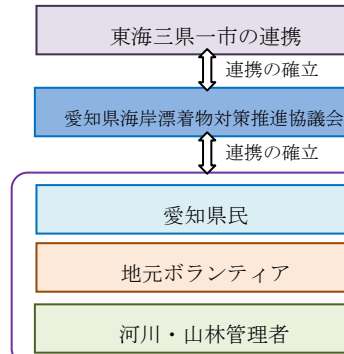 東海三県一市の連携
連携の確立
愛知県海岸漂着物対策推進協議会
連携の確立
愛知県民
地元ボランティア
河川・山林管理者